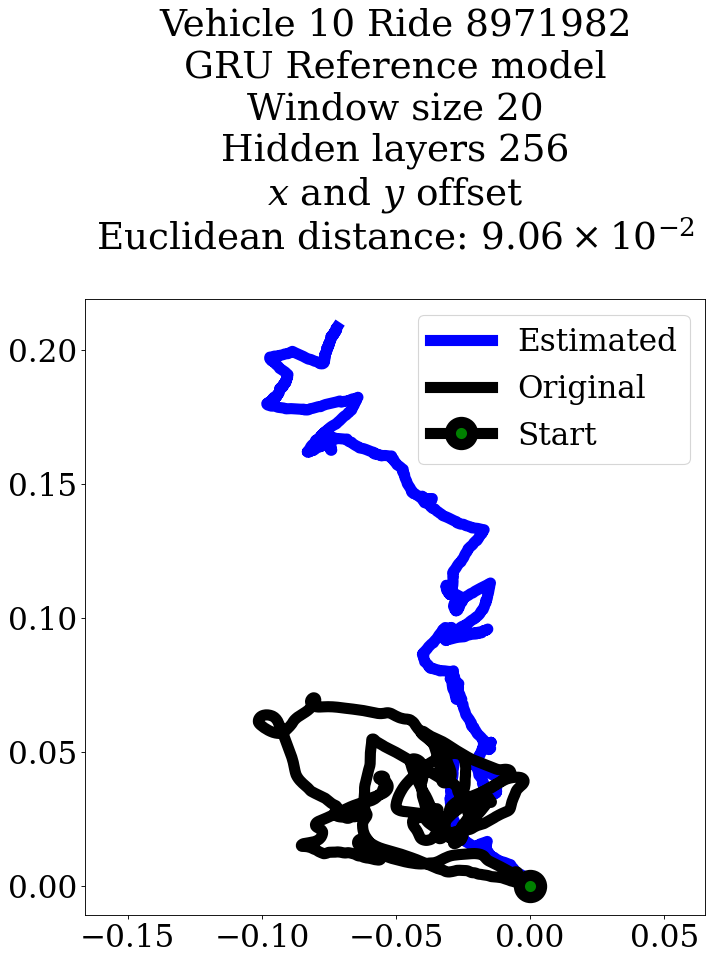 Vehicle 10 Ride 8971982
GRU Reference model
Window size 20
Hidden layers 256
x and y offset
Euclidean distance: 9.06 × 10⁻²
Estimated
Original
Start
0.20
0.15
0.10
0.05
0.00
−0.15 −0.10 −0.05 0.00 0.05